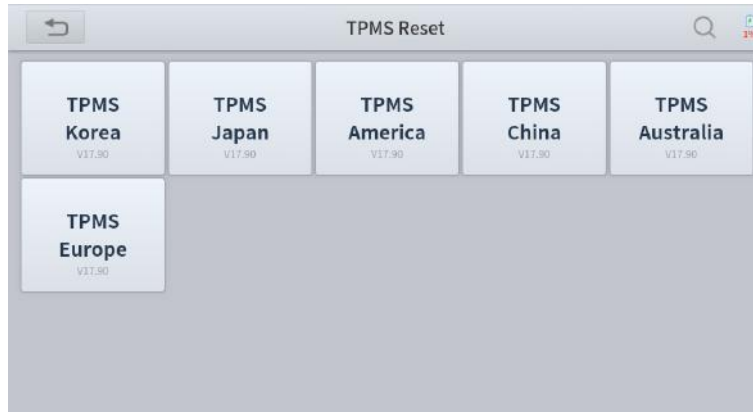 TPMS Reset
TPMS
Korea
V17.90
TPMS
Japan
V17.90
TPMS
America
V17.90
TPMS
China
V17.90
TPMS
Australia
V17.90
TPMS
Europe
V17.90